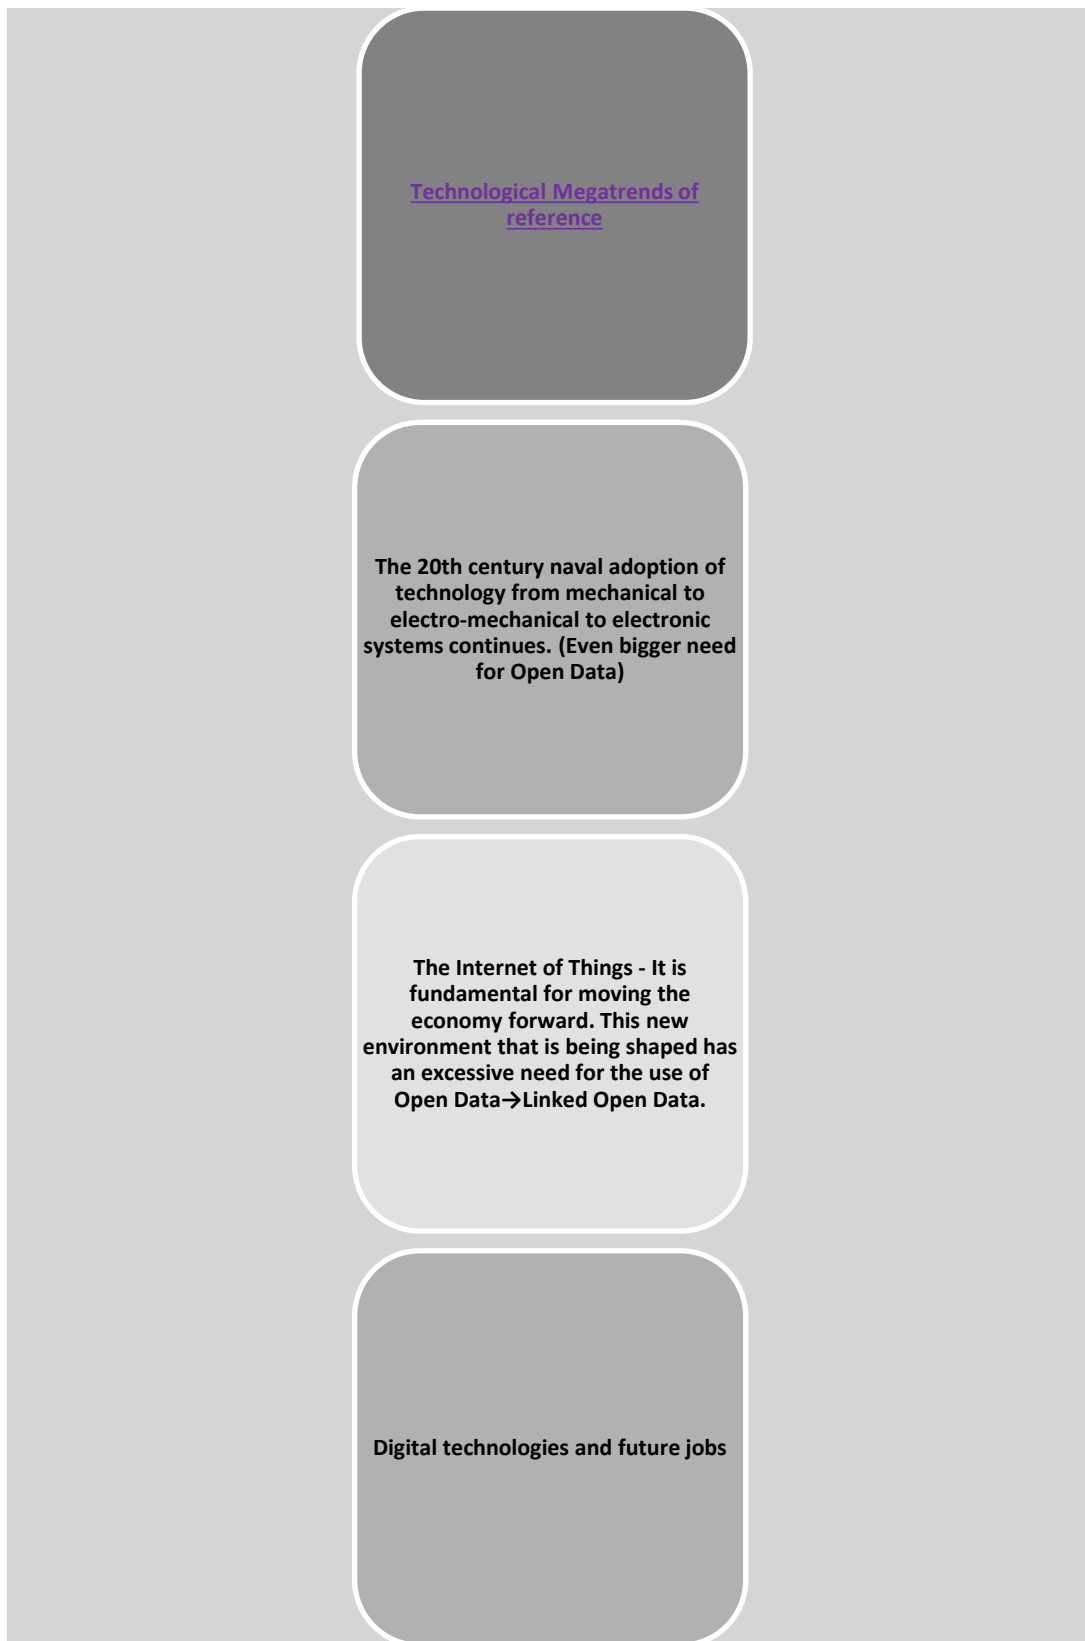 Technological Megatrends of
reference
The 20th century naval adoption of
technology from mechanical to
electro-mechanical to electronic
systems continues. (Even bigger need
for Open Data)
The Internet of Things - It is
fundamental for moving the
economy forward. This new
environment that is being shaped has
an excessive need for the use of
Open Data→Linked Open Data.
Digital technologies and future jobs